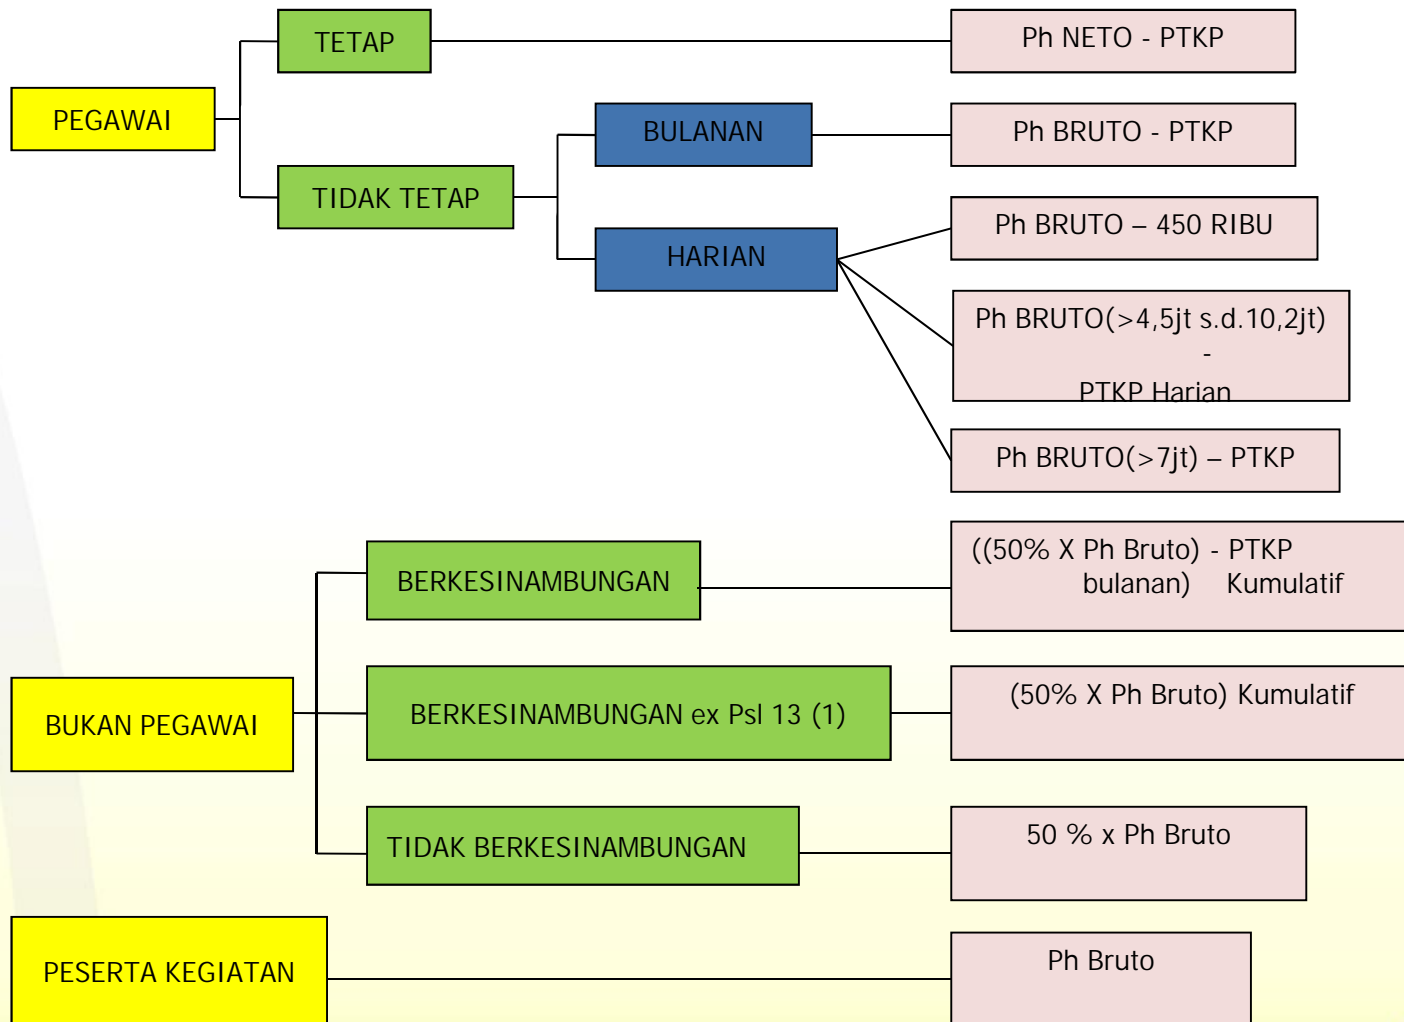 TETAP
Ph NETO - PTKP
PEGAWAI
BULANAN
Ph BRUTO - PTKP
TIDAK TETAP
Ph BRUTO – 450 RIBU
HARIAN
Ph BRUTO(>4,5jt s.d.10,2jt)
-
PTKP Harian
Ph BRUTO(>7jt) – PTKP
BERKESINAMBUNGAN
((50% X Ph Bruto) - PTKP
bulanan) Kumulatif
BUKAN PEGAWAI
BERKESINAMBUNGAN ex Psl 13 (1)
(50% X Ph Bruto) Kumulatif
TIDAK BERKESINAMBUNGAN
50 % x Ph Bruto
PESERTA KEGIATAN
Ph Bruto